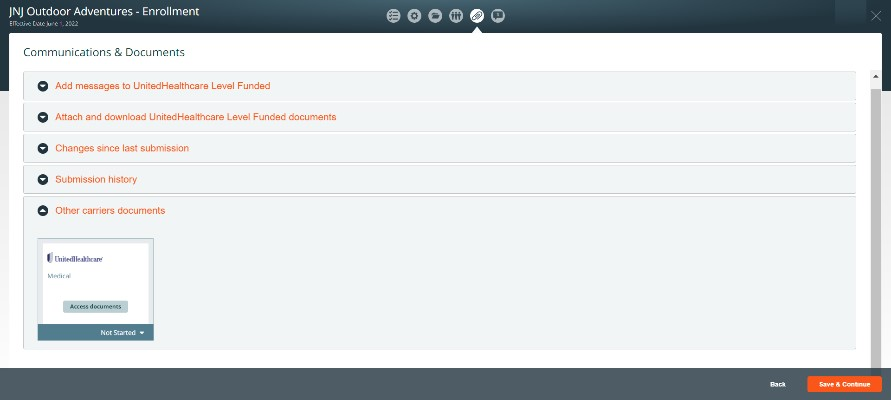 JNJ Outdoor Adventures - Enrollment
Effective Date June 1, 2022
Communications & Documents
Add messages to UnitedHealthcare Level Funded
Attach and download UnitedHealthcare Level Funded documents
Changes since last submission
Submission history
Other carriers documents
UnitedHealthcare
Medical
Access documents
Not Started
Back
Save & Continue